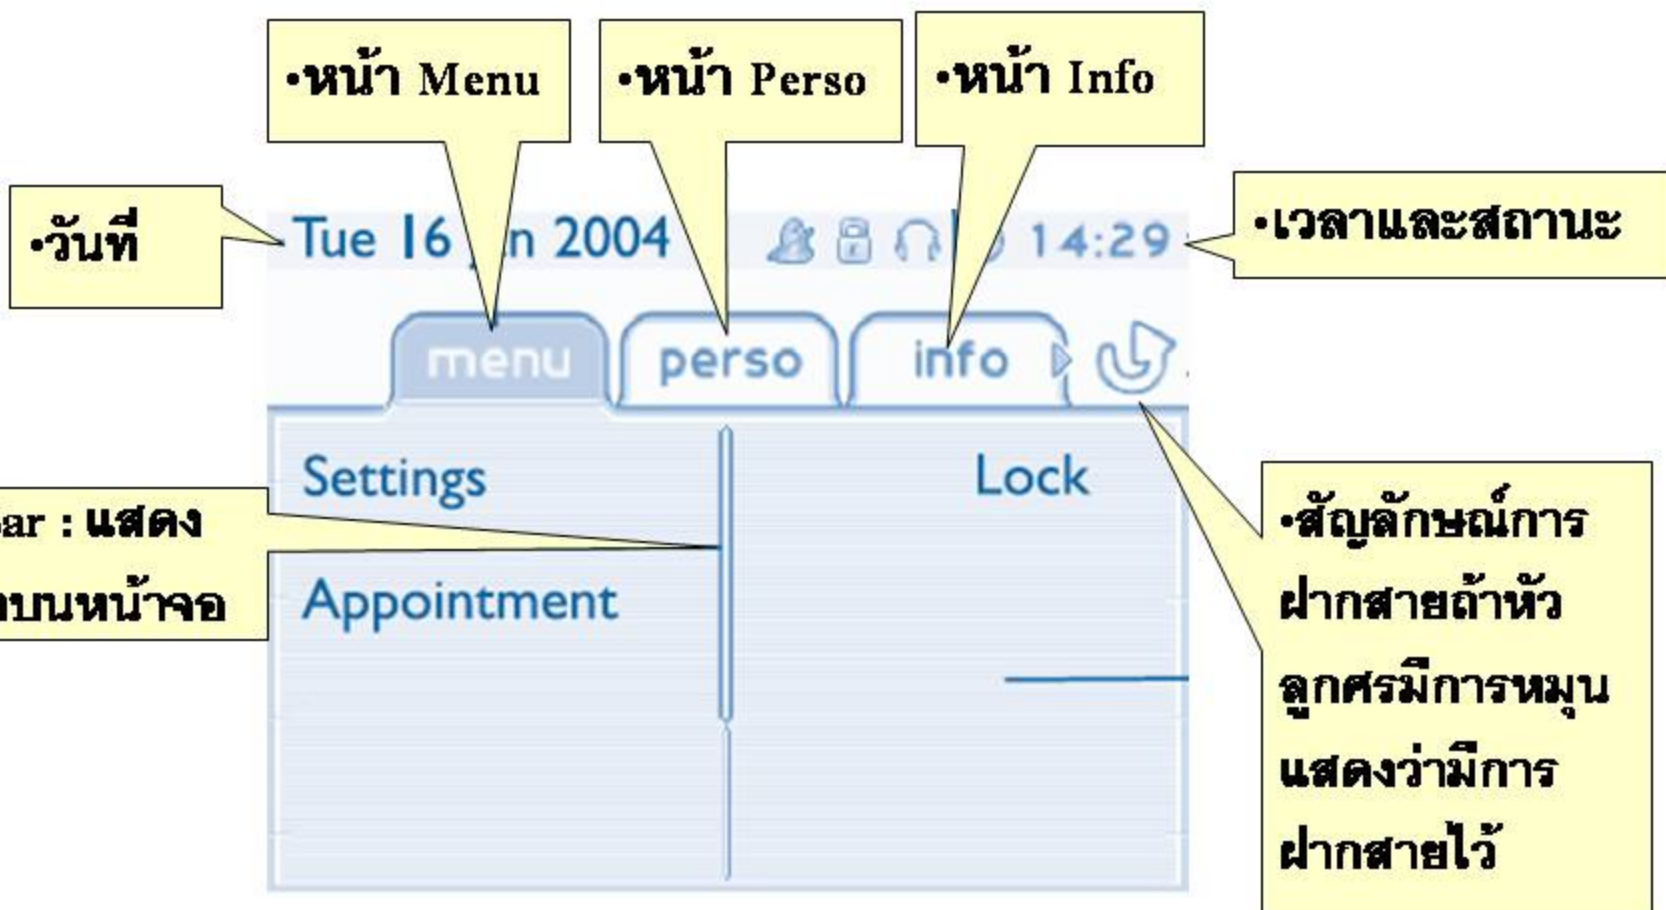 •หน้า Menu
•หน้า Perso
•หน้า Info
•วันที่
Tue 16 2004
14:29
•เวลาและสถานะ
menu
perso
info
Settings
Lock
: แสดง
บนหน้าจอ
Appointment
•สัญลักษณ์การ
ฝากสายถ้าหัว
ลูกศรมีการหมุน
แสดงว่ามีการ
ฝากสายไว้